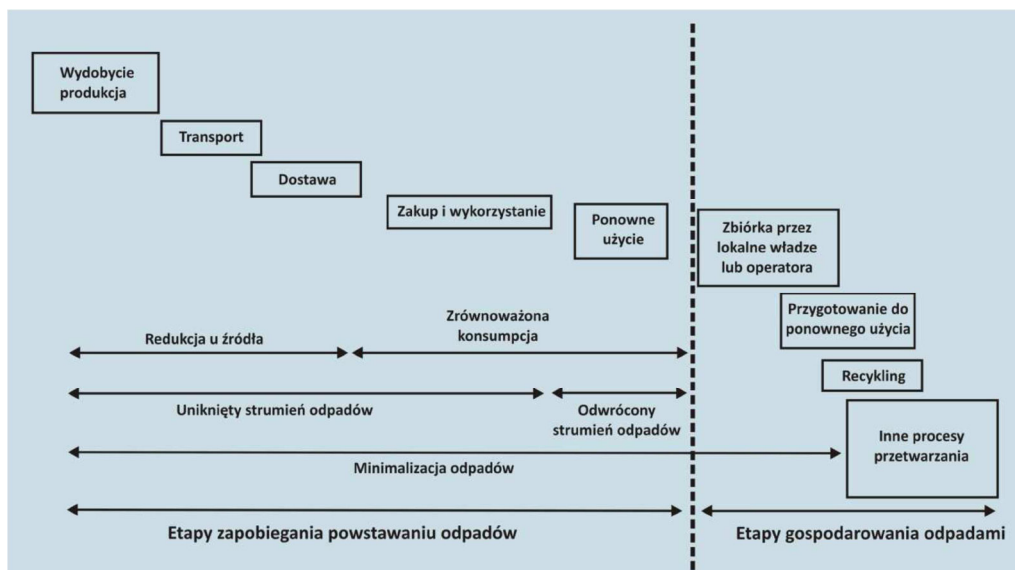 Wydobycie
produkcja
Transport
Dostawa
Zakup i wykorzystanie
Ponowne
użycie
Zbiórka przez
lokalne władze
lub operatora
Przygotowanie do
ponownego użycia
Recykling
Inne procesy
przetwarzania
Redukcja u źródła
Zrównoważona
konsumpcja
Uniknięty strumień odpadów
Odwrócony
strumień odpadów
Minimalizacja odpadów
Etapy zapobiegania powstawaniu odpadów
Etapy gospodarowania odpadami